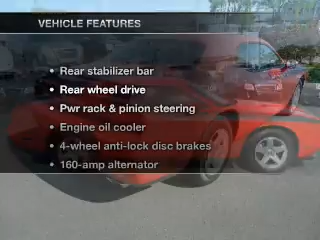 VEHICLE FEATURES
• Rear stabilizer bar
• Rear wheel drive
• Pwr rack & pinion steering
• Engine oil cooler
• 4-wheel anti-lock disc brakes
• 160-amp alternator